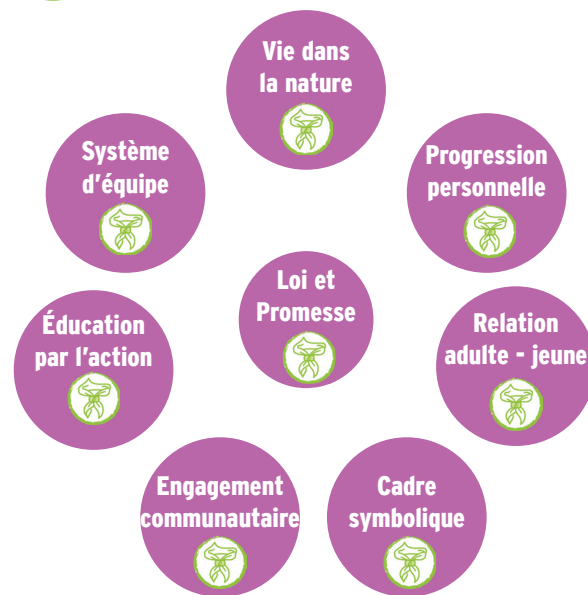 Vie dans
la nature
Système
d'équipe
Progression
personnelle
Loi et
Promesse
Éducation
par l'action
Relation
adulte - jeune
Engagement
communautaire
Cadre
symbolique